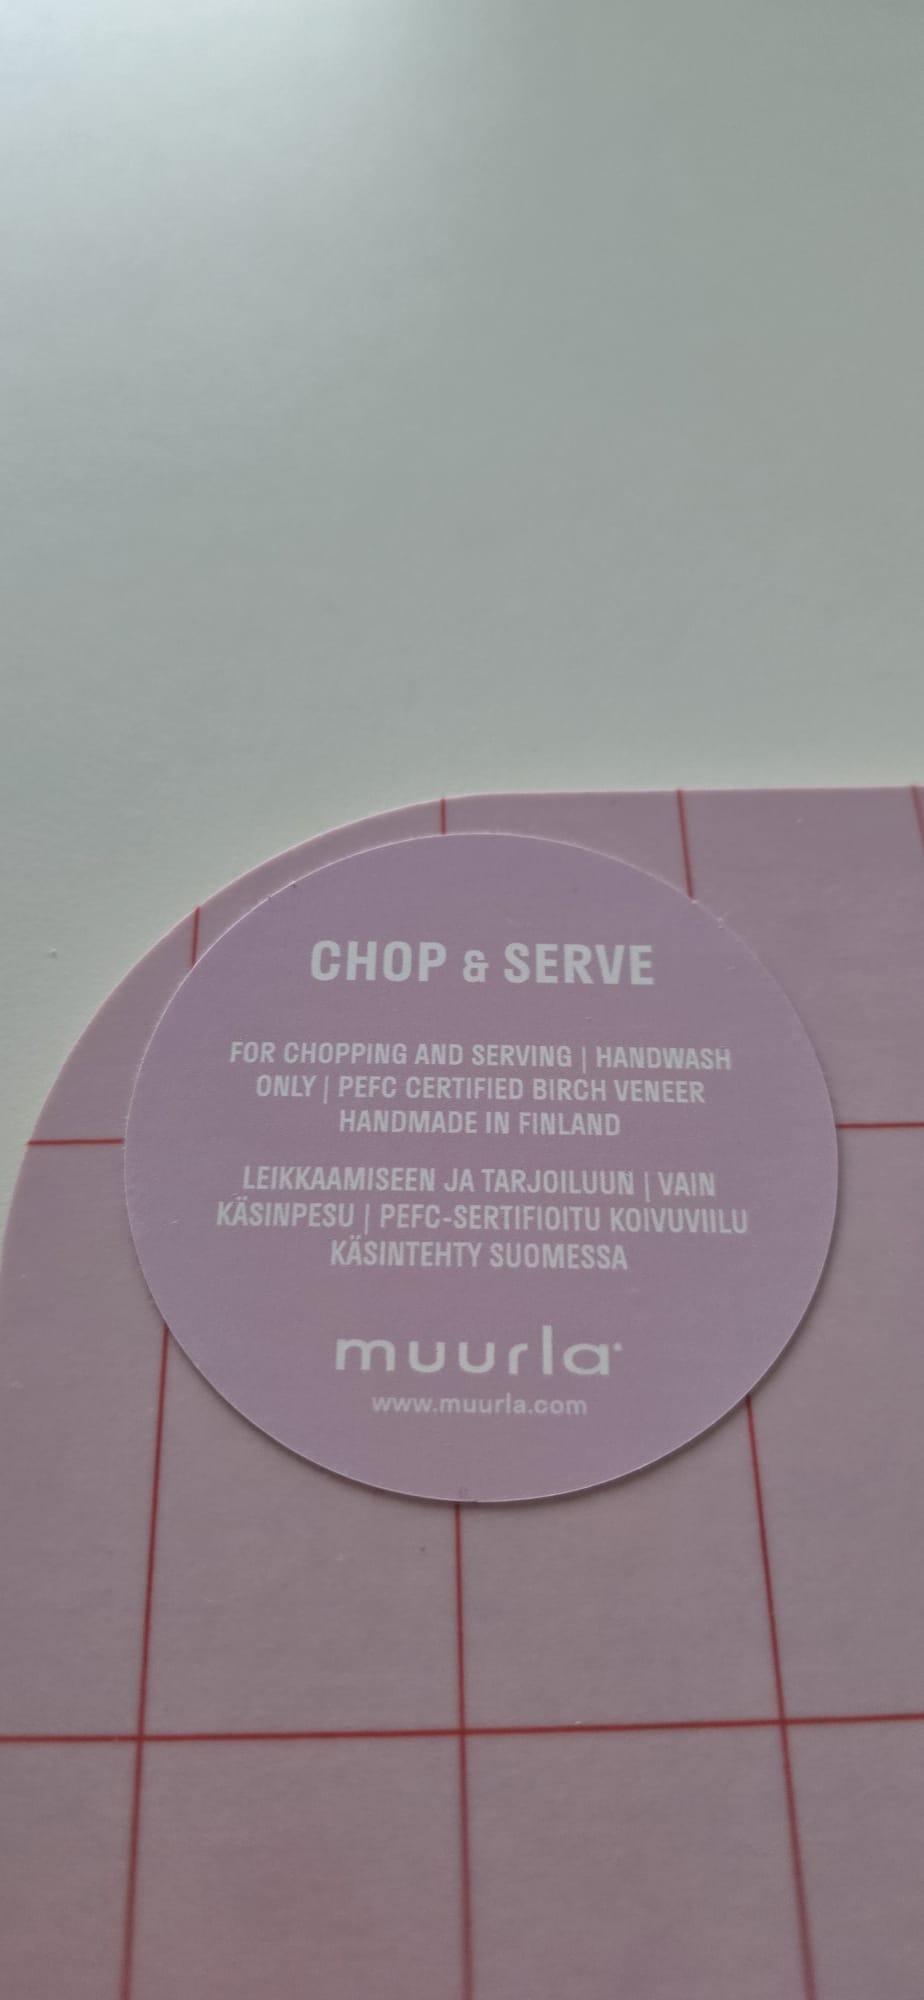 CHOP & SERVE
FOR CHOPPING AND SERVING | HANDWASH
ONLY | PEFC CERTIFIED BIRCH VENEER
HANDMADE IN FINLAND
LEIKKAAMISEEN JA TARJOILUUN | VAIN
KÄSINPESU | PEFC-SERTIFIOITU KOIVUVIILU
KÄSINTEHTY SUOMESSA
muurla
www.muurla.com